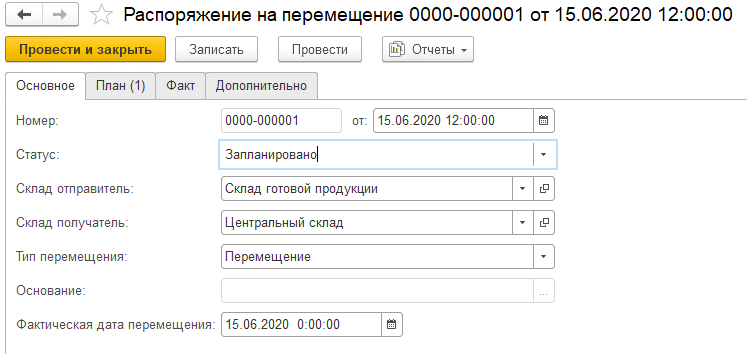 Распоряжение на перемещение 0000-000001 от 15.06.2020 12:00:00
Провести и закрыть Записать Провести Отчеты
Основное План (1) Факт Дополнительно
Номер: 0000-000001 от: 15.06.2020 12:00:00
Статус: Запланировано
Склад отправитель: Склад готовой продукции
Склад получатель: Центральный склад
Тип перемещения: Перемещение
Основание: ...
Фактическая дата перемещения: 15.06.2020 0:00:00